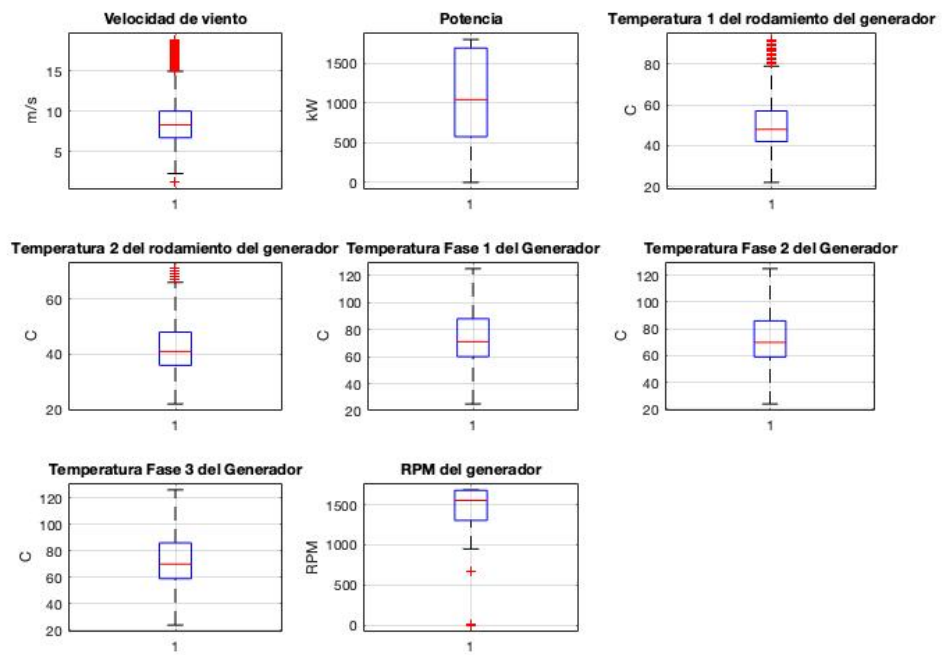 Velocidad de viento
m/s
15
10
5
1
Potencia
kW
1500
1000
500
0
1
Temperatura 1 del rodamiento del generador
C
80
60
40
20
1
Temperatura 2 del rodamiento del generador
C
60
40
20
1
Temperatura Fase 1 del Generador
C
120
100
80
60
40
20
1
Temperatura Fase 2 del Generador
C
120
100
80
60
40
20
1
Temperatura Fase 3 del Generador
C
120
100
80
60
40
20
1
RPM del generador
RPM
1500
1000
500
0
1